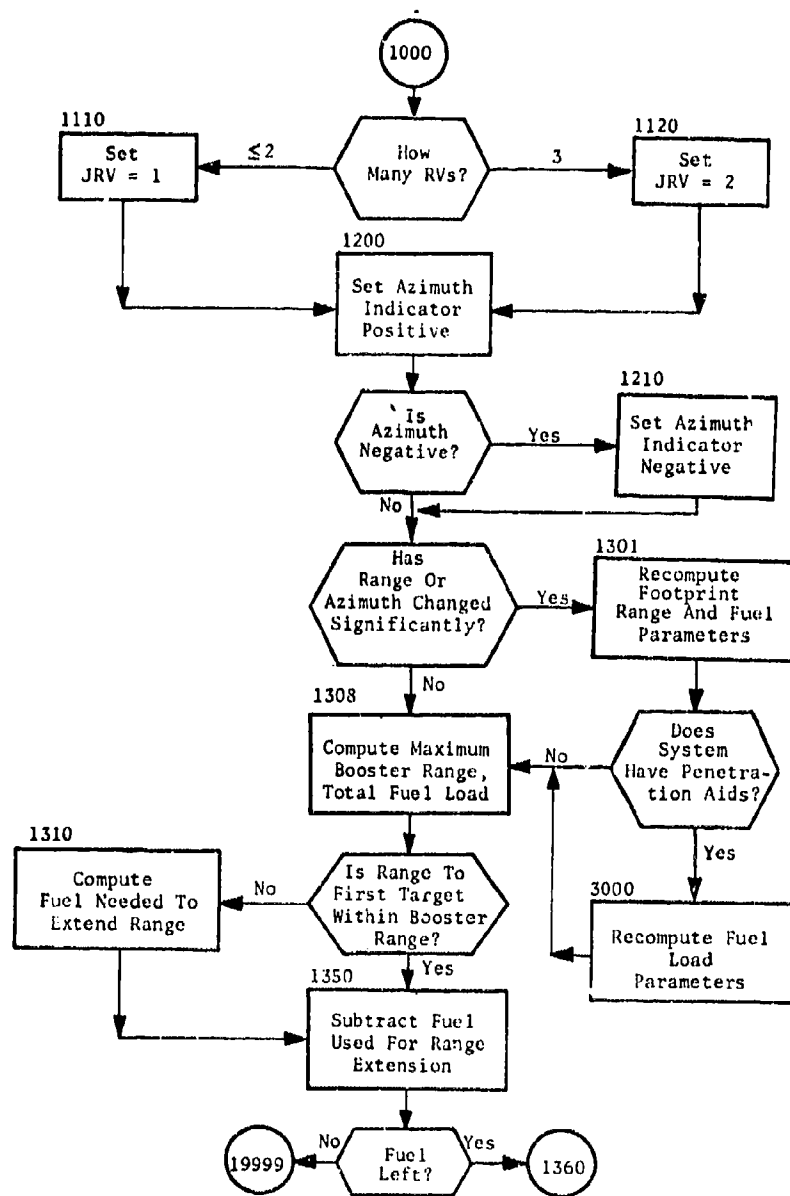 1000
1110
Set
JRV = 1
≤2
How
Many RVs?
3
1120
Set
JRV = 2
1200
Set Azimuth
Indicator
Positive
Is
Azimuth
Negative?
Yes
1210
Set Azimuth
Indicator
Negative
No
Has
Range Or
Azimuth Changed
Significantly?
Yes
1301
Recompute
Footprint
Range And Fuel
Parameters
No
1308
Compute Maximum
Booster Range,
Total Fuel Load
No
Does
System
Have Penetra-
tion Aids?
Yes
3000
Recompute Fuel
Load
Parameters
1310
Compute
Fuel Needed To
Extend Range
No
Is Range To
First Target
Within Booster
Range?
Yes
1350
Subtract Fuel
Used For Range
Extension
19999
No
Fuel
Left?
Yes
1360